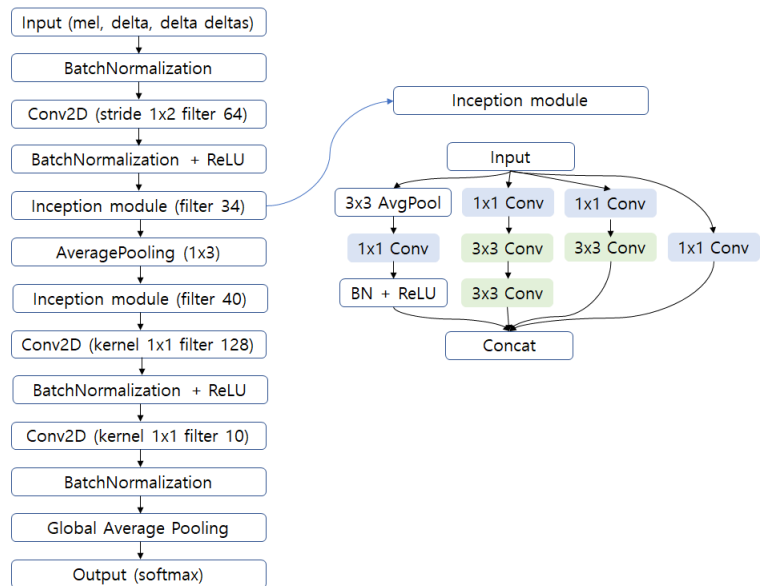 Input (mel, delta, delta deltas)
BatchNormalization
Conv2D (stride 1x2 filter 64)
BatchNormalization + ReLU
Inception module (filter 34)
AveragePooling (1x3)
Inception module (filter 40)
Conv2D (kernel 1x1 filter 128)
BatchNormalization + ReLU
Conv2D (kernel 1x1 filter 10)
BatchNormalization
Global Average Pooling
Output (softmax)
Inception module
Input
3x3 AvgPool
1x1 Conv
1x1 Conv
1x1 Conv
3x3 Conv
3x3 Conv
1x1 Conv
BN + ReLU
3x3 Conv
Concat